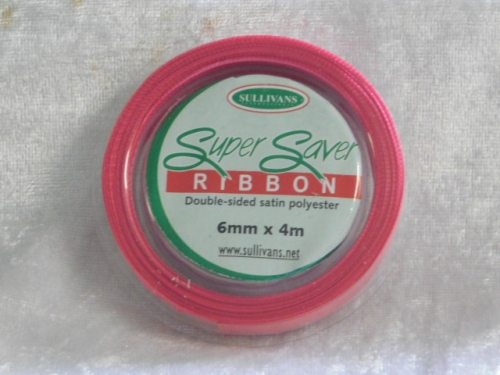 SULLIVANS
Super Saver
RIBBON
Double-sided satin polyester
6mm x 4m
www.sullivans.net